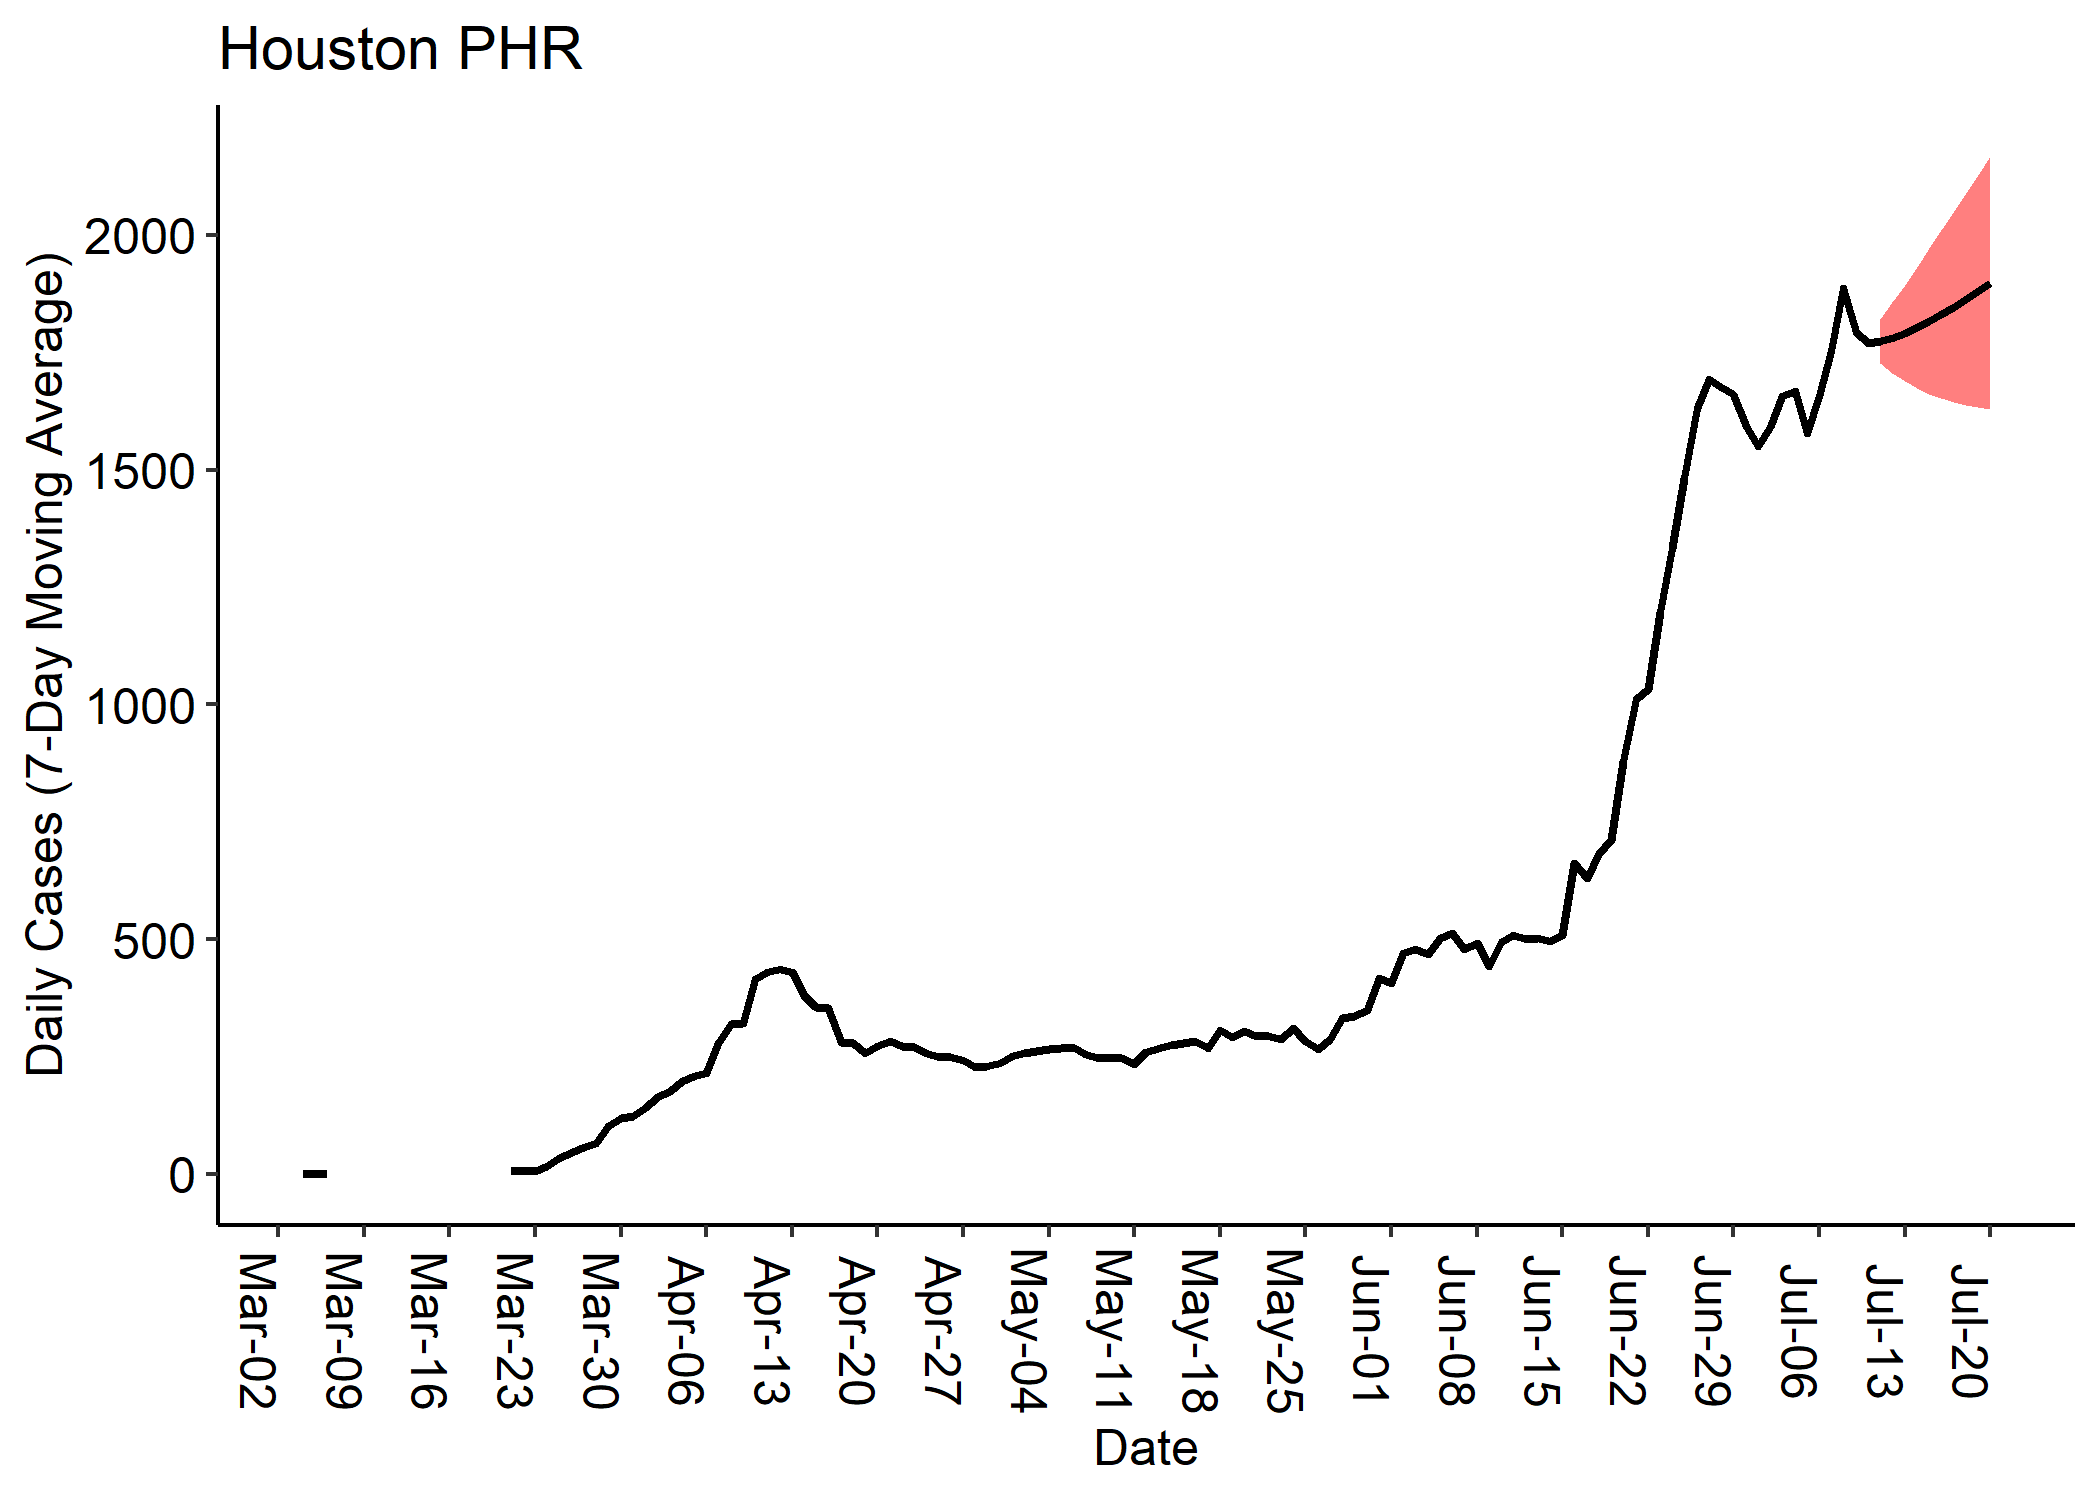 Houston PHR
Daily Cases (7-Day Moving Average)
2000
1500
1000
500
0
Mar-02
Mar-09
Mar-16
Mar-23
Mar-30
Apr-06
Apr-13
Apr-20
Apr-27
May-04
May-11
May-18
May-25
Jun-01
Jun-08
Jun-15
Jun-22
Jun-29
Jul-06
Jul-13
Jul-20
Date